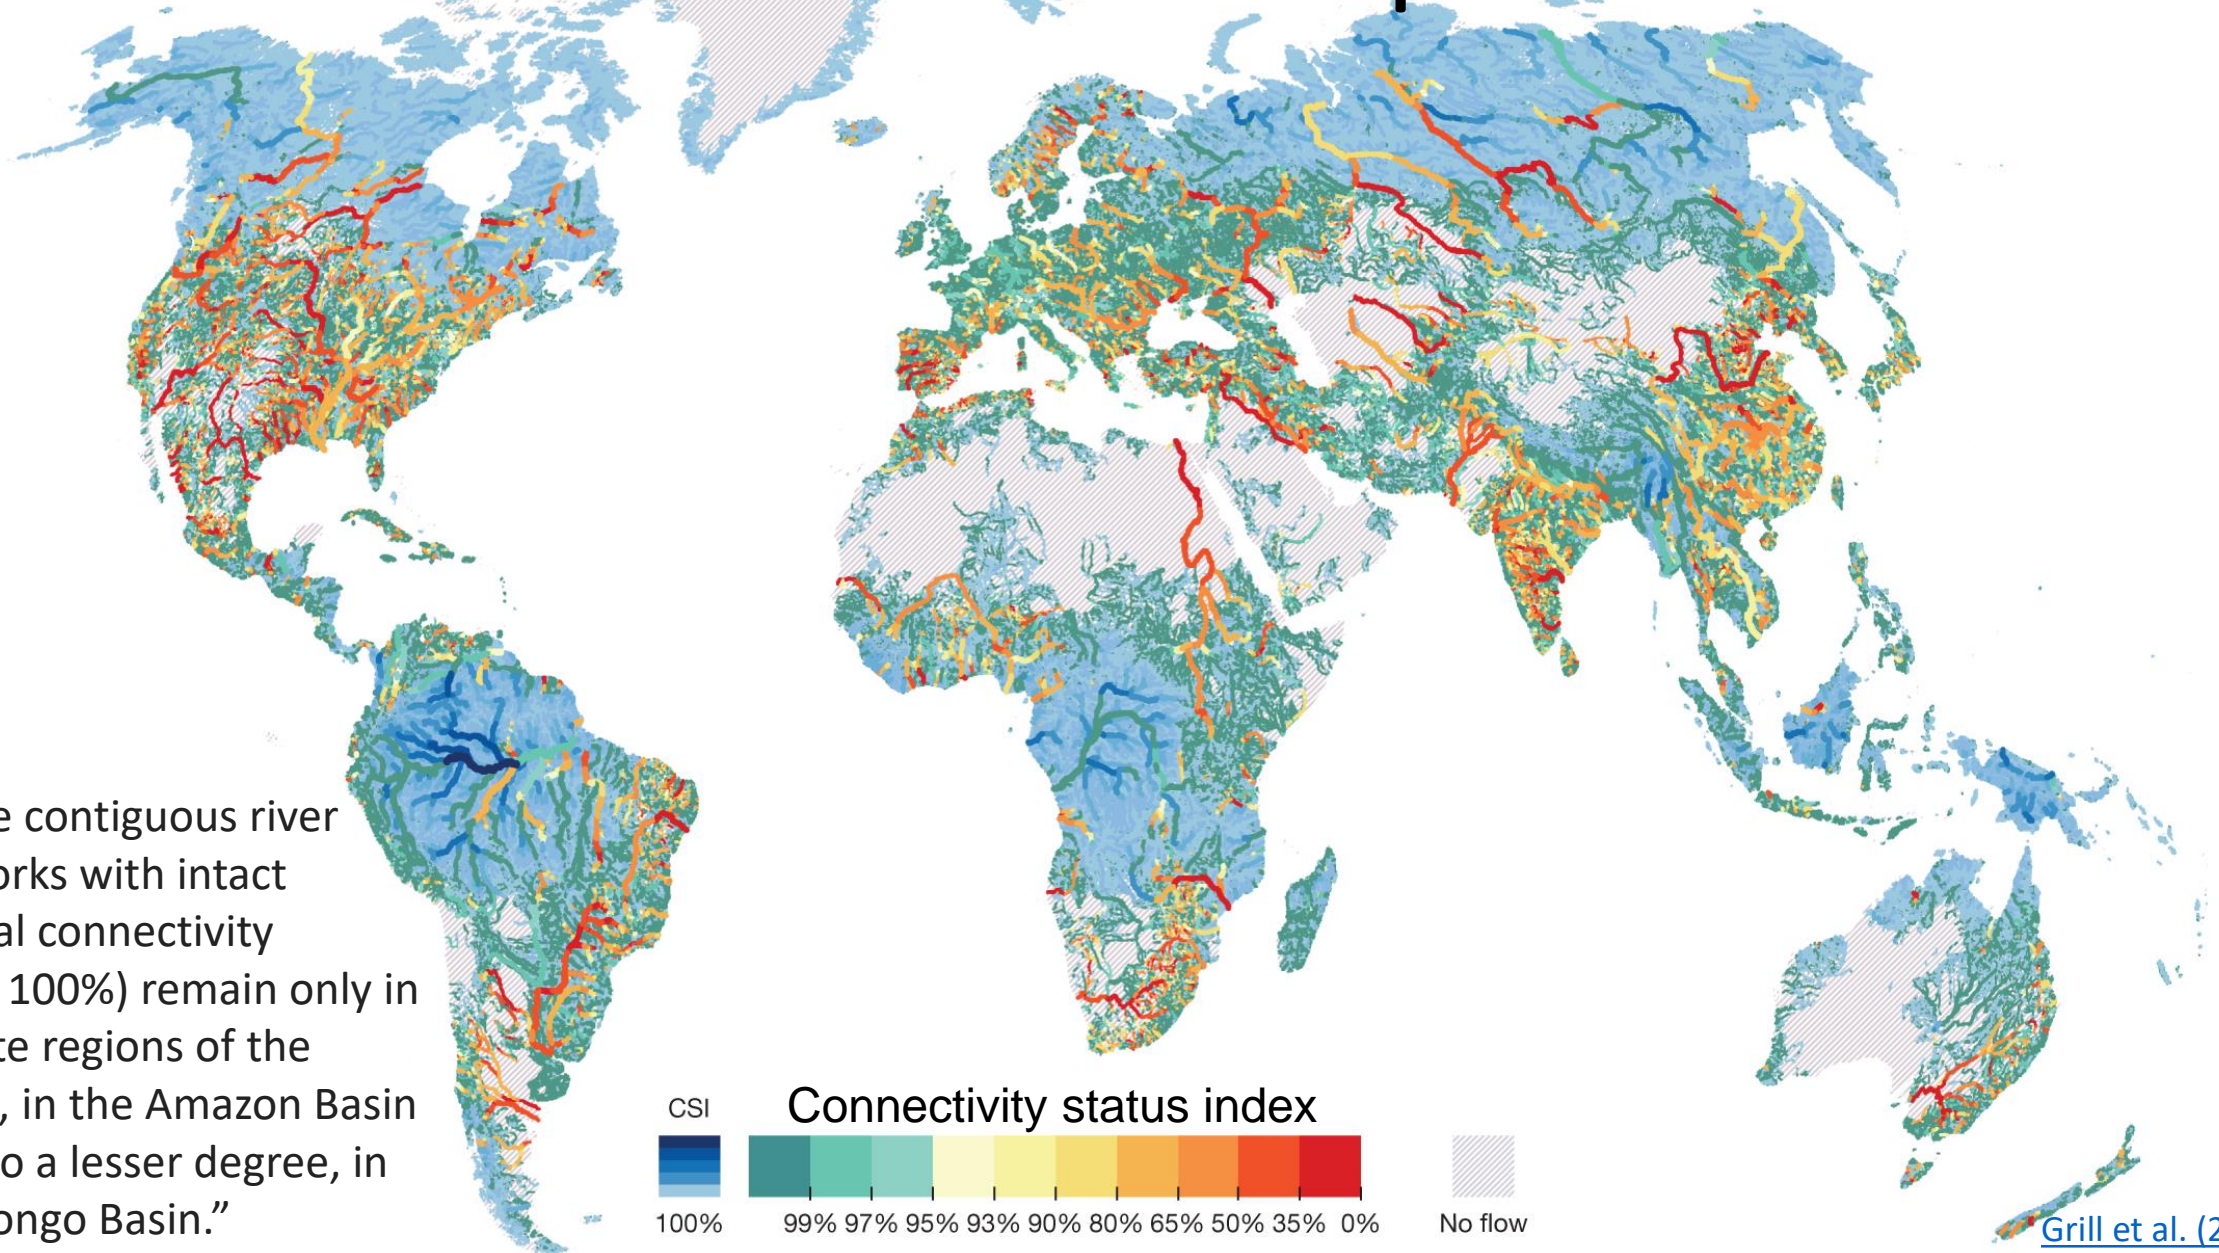 e contiguous river
orks with intact
al connectivity
100%) remain only in
te regions of the
, in the Amazon Basin
o a lesser degree, in
ongo Basin.”
CSI
Connectivity status index
100%
99% 97% 95% 93% 90% 80% 65% 50% 35% 0%
No flow
Grill et al. (2